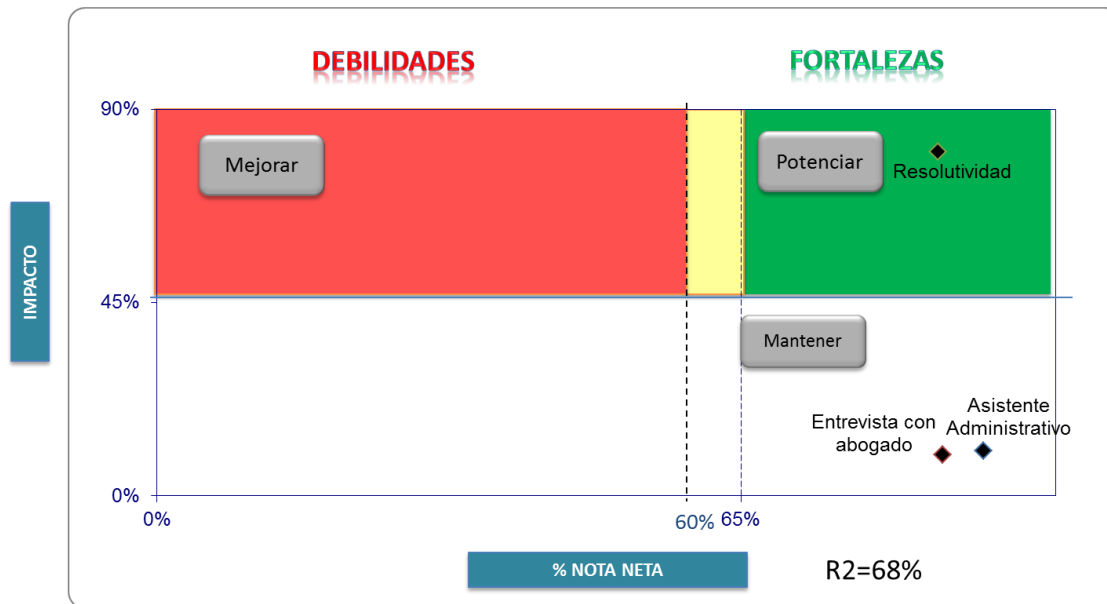 DEBILIDADES
FORTALEZAS
90%
Mejorar
Potenciar
Resolutividad
IMPACTO
45%
Mantener
Entrevista con
abogado
Asistente
Administrativo
0%
0%
60%
65%
% NOTA NETA
R2=68%